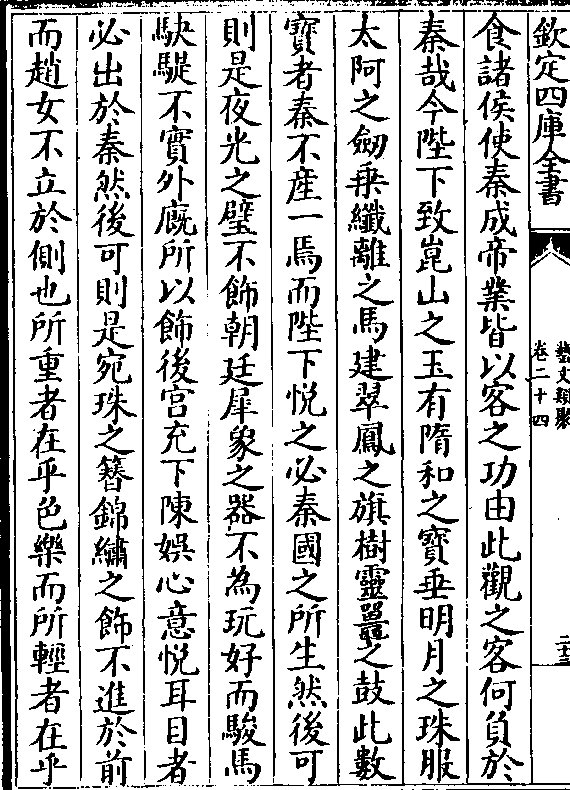 欽定四庫全書
藝文類聚
卷二十四
食諸侯使秦成帝業皆以客之功由此觀之客何負於
秦哉今陛下致崑山之玉有隋和之寶垂明月之珠服
太阿之劒乗纖離之馬建翠鳳之旗樹靈鼉之鼓此數
寶者秦不産一焉而陛下悦之必秦國之所生然後可
則是夜光之璧不飾朝廷犀象之器不為玩好而駿馬
駃騠不實外廐所以飾後宫充下陳娯心意悦耳目者
必出於秦然後可則是宛珠之簪錦繡之飾不進於前
而趙女不立於側也所重者在乎色樂而所輕者在乎